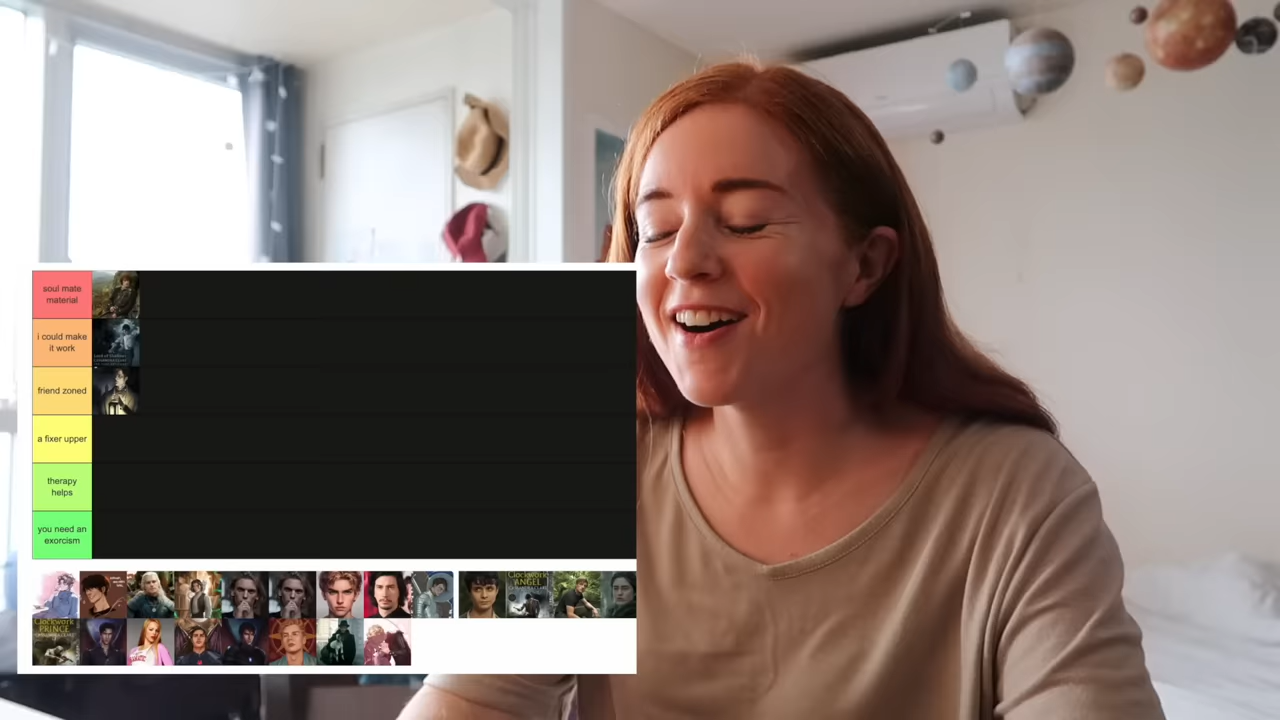 soul mate
material
i could make
it work
friend zoned
a fixer upper
therapy
helps
you need an
exorcism
Clockwork
ANGEL
Clockwork
PRINCE